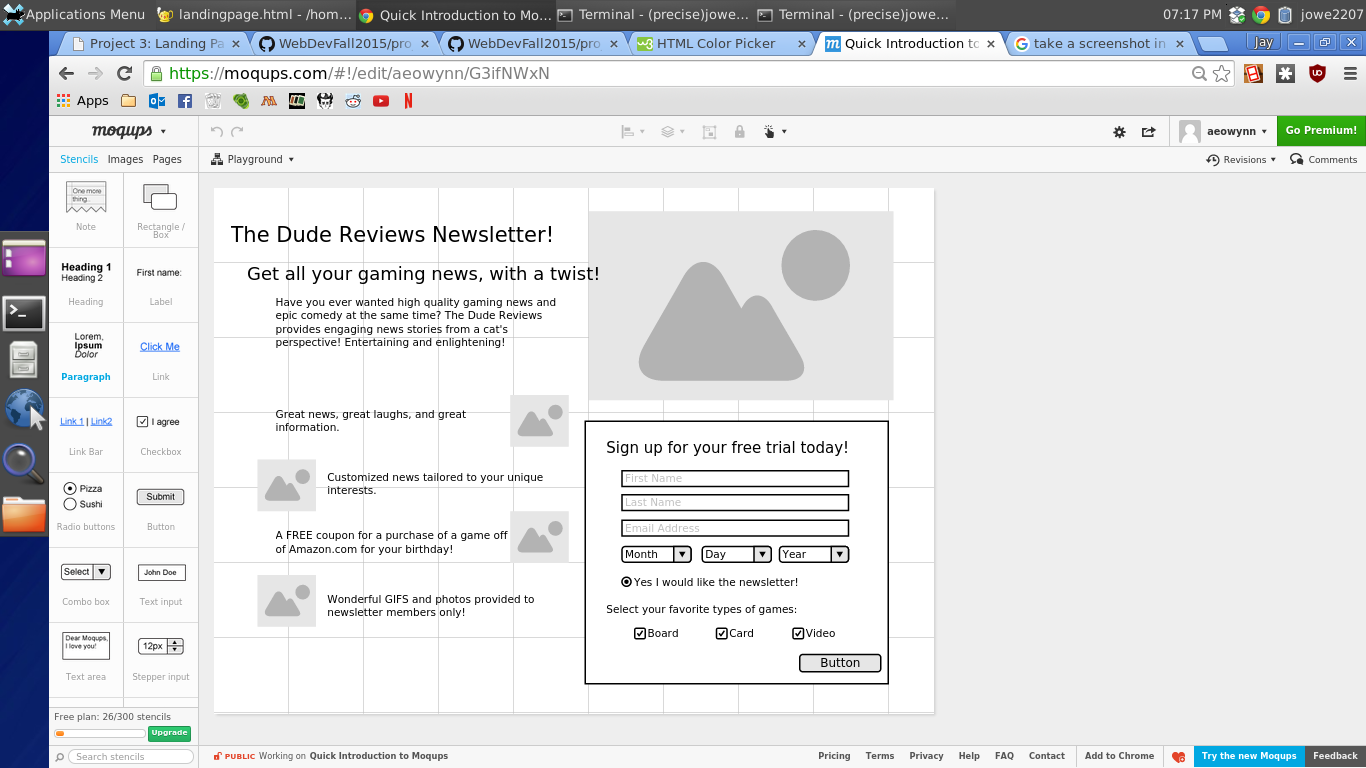 Applications Menu
landingpage.html - /hom...
Quick Introduction to Mo...
Terminal - (precise)jowe...
Terminal - (precise)jowe...
07:17 PM
jowe2207
Project 3: Landing Pa
WebDevFall2015/pro
WebDevFall2015/pro
HTML Color Picker
Quick Introduction to
take a screenshot in
Jay
https://moqups.com/#!/edit/aeowynn/G3ifNWxN
Apps
moqups
aeowynn
Go Premium!
Stencils
Images
Pages
Playground
Revisions
Comments
One more thing..
Note
Rectangle / Box
Heading 1
Heading 2
Heading
First name:
Label
Lorem,
Ipsum
Dolor
Paragraph
Click Me
Link
Link 1 | Link2
Link Bar
I agree
Checkbox
Pizza
Sushi
Radio buttons
Submit
Button
Select
Combo box
John Doe
Text input
Dear Moqups,
I love you!
Text area
12px
Stepper input
Free plan: 26/300 stencils
Upgrade
Search stencils
The Dude Reviews Newsletter!
Get all your gaming news, with a twist!
Have you ever wanted high quality gaming news and
epic comedy at the same time? The Dude Reviews
provides engaging news stories from a cat's
perspective! Entertaining and enlightening!
Great news, great laughs, and great
information.
Customized news tailored to your unique
interests.
A FREE coupon for a purchase of a game off
of Amazon.com for your birthday!
Wonderful GIFS and photos provided to
newsletter members only!
Sign up for your free trial today!
First Name
Last Name
Email Address
Month
Day
Year
Yes I would like the newsletter!
Select your favorite types of games:
Board
Card
Video
Button
PUBLIC Working on Quick Introduction to Moqups
Pricing
Terms
Privacy
Help
FAQ
Contact
Add to Chrome
Try the new Moqups
Feedback